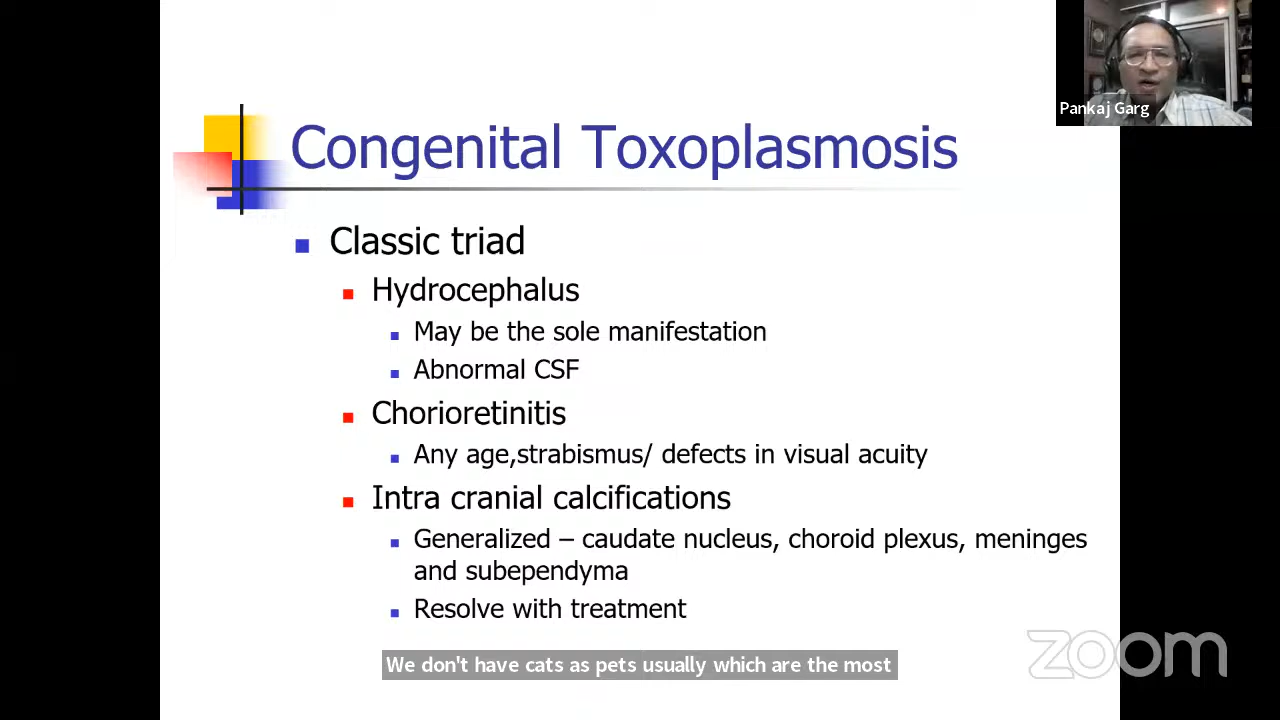 Pankaj Garg
Congenital Toxoplasmosis
Classic triad
Hydrocephalus
May be the sole manifestation
Abnormal CSF
Chorioretinitis
Any age,strabismus/ defects in visual acuity
Intra cranial calcifications
Generalized – caudate nucleus, choroid plexus, meninges
and subependyma
Resolve with treatment
We don't have cats as pets usually which are the most
zoom